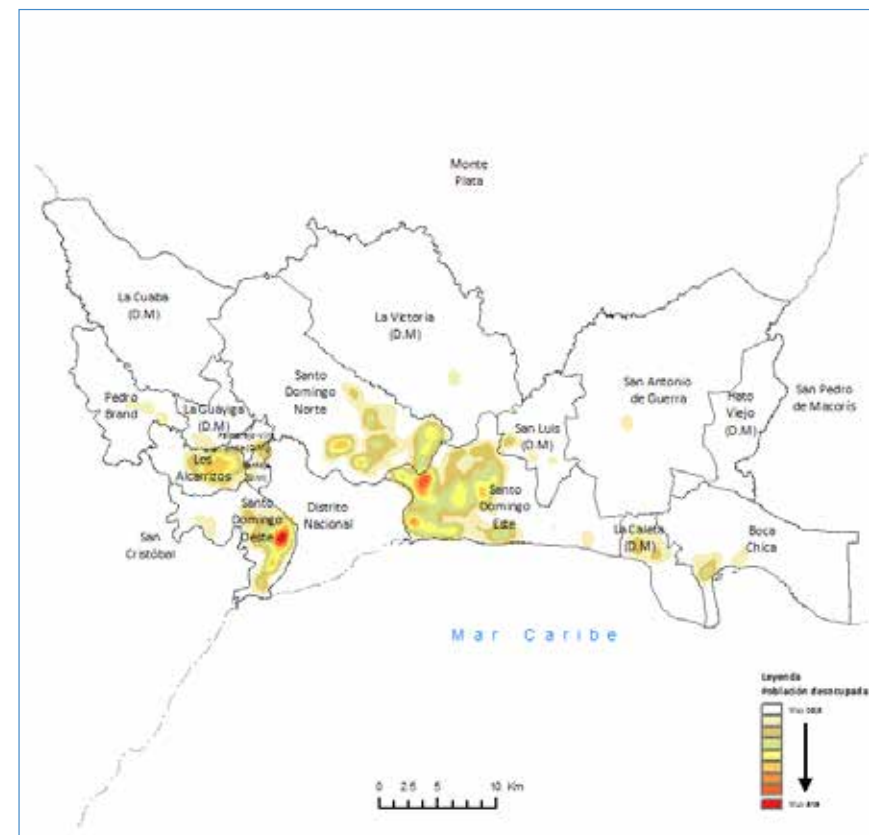 Monte
Plata
La Cuaba
(D.M)
La Victoria
(D.M)
Santo
Domingo
Norte
San Antonio
de Guerra
Hato
Viejo
(D.M)
San Pedro
de Macorís
Pedro
Brand
La Guáyiga
(D.M)
San Luis
(D.M)
Los
Alcarrizos
Santo
Domingo
Oeste
Distrito
Nacional
Santo
Domingo
Este
San
Cristóbal
La Caleta
(D.M)
Boca
Chica
Mar Caribe
Leyenda
Población desocupada
0 2.5 5 10 Km